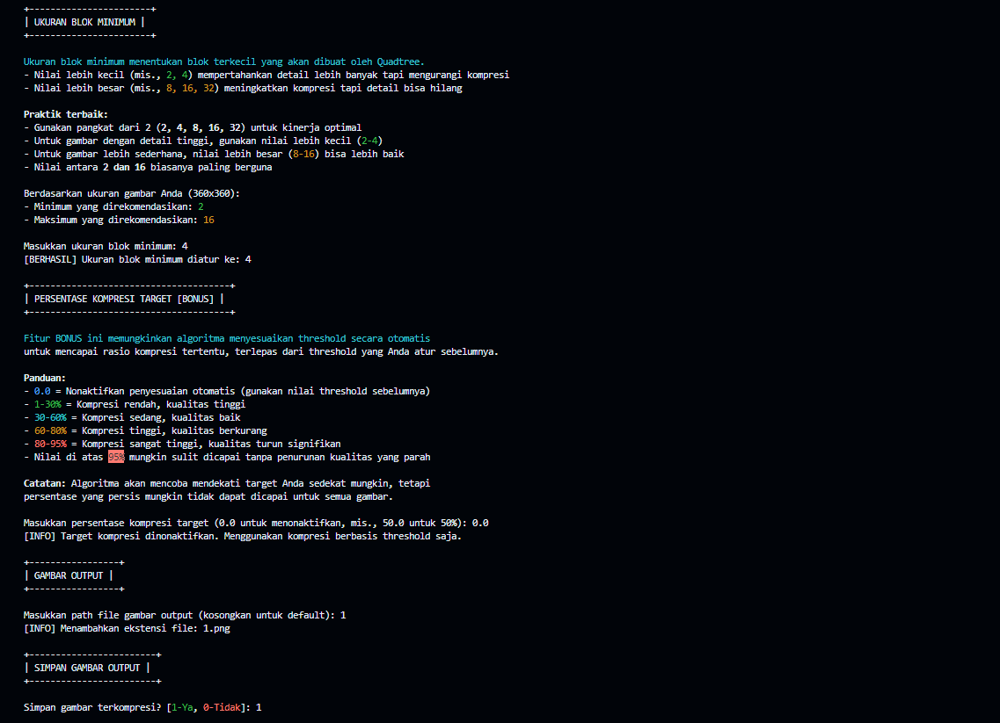 +------------------------+
| UKURAN BLOK MINIMUM |
+------------------------+
Ukuran blok minimum menentukan blok terkecil yang akan dibuat oleh Quadtree.
- Nilai lebih kecil (mis., 2, 4) mempertahankan detail lebih banyak tapi mengurangi kompresi
- Nilai lebih besar (mis., 8, 16, 32) meningkatkan kompresi tapi detail bisa hilang
Praktik terbaik:
- Gunakan pangkat dari 2 (2, 4, 8, 16, 32) untuk kinerja optimal
- Untuk gambar dengan detail tinggi, gunakan nilai lebih kecil (2-4)
- Untuk gambar lebih sederhana, nilai lebih besar (8-16) bisa lebih baik
- Nilai antara 2 dan 16 biasanya paling berguna
Berdasarkan ukuran gambar Anda (360x360):
- Minimum yang direkomendasikan: 2
- Maksimum yang direkomendasikan: 16
Masukkan ukuran blok minimum: 4
[BERHASIL] Ukuran blok minimum diatur ke: 4
+---------------------------------------+
| PERSENTASE KOMPRESI TARGET [BONUS] |
+---------------------------------------+
Fitur BONUS ini memungkinkan algoritma menyesuaikan threshold secara otomatis
untuk mencapai rasio kompresi tertentu, terlepas dari threshold yang Anda atur sebelumnya.
Panduan:
- 0.0 = Nonaktifkan penyesuaian otomatis (gunakan nilai threshold sebelumnya)
- 1-30% = Kompresi rendah, kualitas tinggi
- 30-60% = Kompresi sedang, kualitas baik
- 60-80% = Kompresi tinggi, kualitas berkurang
- 80-95% = Kompresi sangat tinggi, kualitas turun signifikan
- Nilai di atas 95% mungkin sulit dicapai tanpa penurunan kualitas yang parah
Catatan: Algoritma akan mencoba mendekati target Anda sedekat mungkin, tetapi
persentase yang persis mungkin tidak dapat dicapai untuk semua gambar.
Masukkan persentase kompresi target (0.0 untuk menonaktifkan, mis., 50.0 untuk 50%): 0.0
[INFO] Target kompresi dinonaktifkan. Menggunakan kompresi berbasis threshold saja.
+------------------+
| GAMBAR OUTPUT |
+------------------+
Masukkan path file gambar output (kosongkan untuk default): 1
[INFO] Menambahkan ekstensi file: 1.png
+-------------------------+
| SIMPAN GAMBAR OUTPUT |
+-------------------------+
Simpan gambar terkompresi? [1-Ya, 0-Tidak]: 1